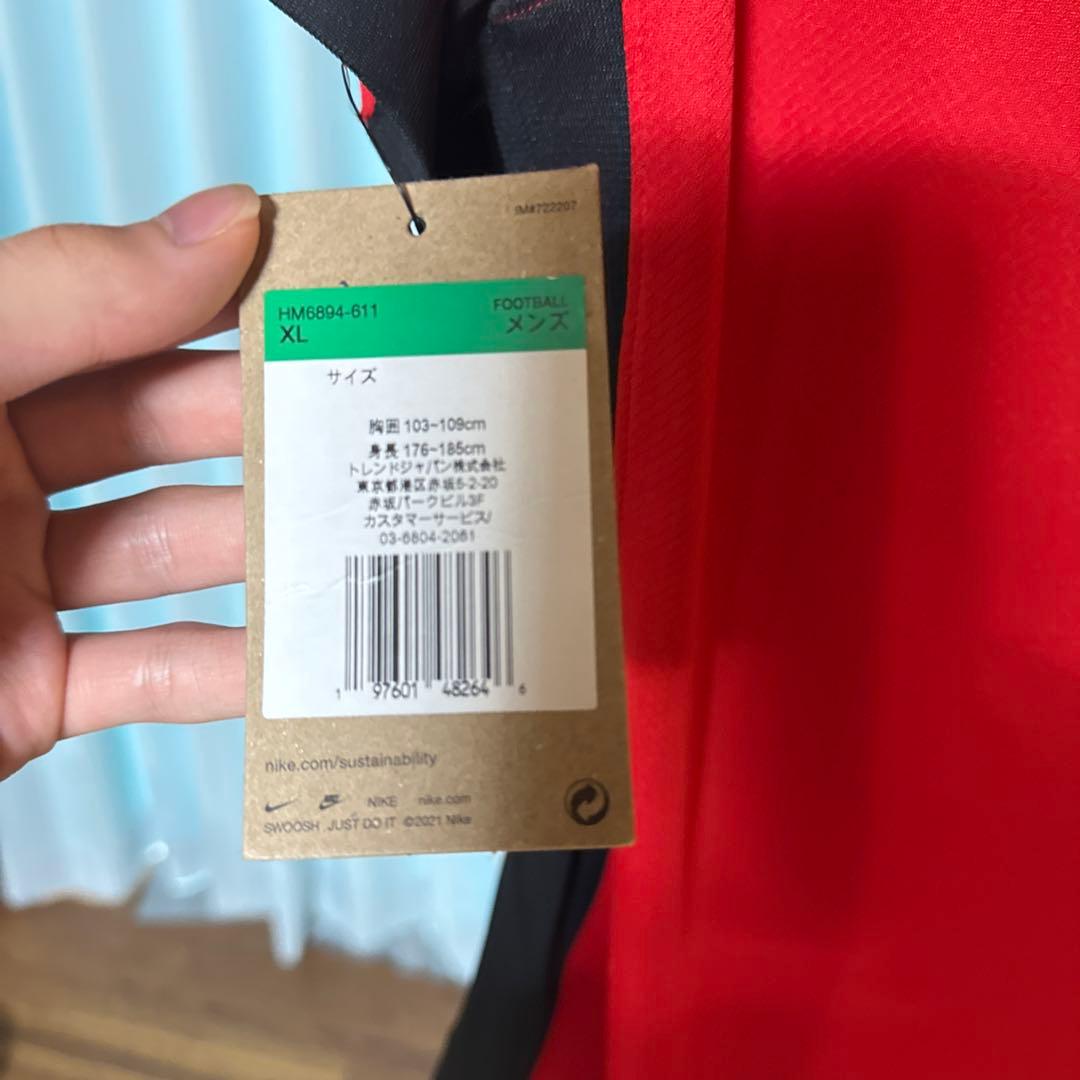 IM#722207
HM6894-611
XL
FOOTBALL
メンズ
サイズ
胸囲 103-109cm
身長 176-185cm
トレンドジャパン株式会社
東京都港区赤坂5-2-20
赤坂パークビル3F
カスタマーサービス/
03-6804-2061
1 97601 48264 6
nike.com/sustainability
NIKE nike.com
SWOOSH JUST DO IT ©2021 Nike